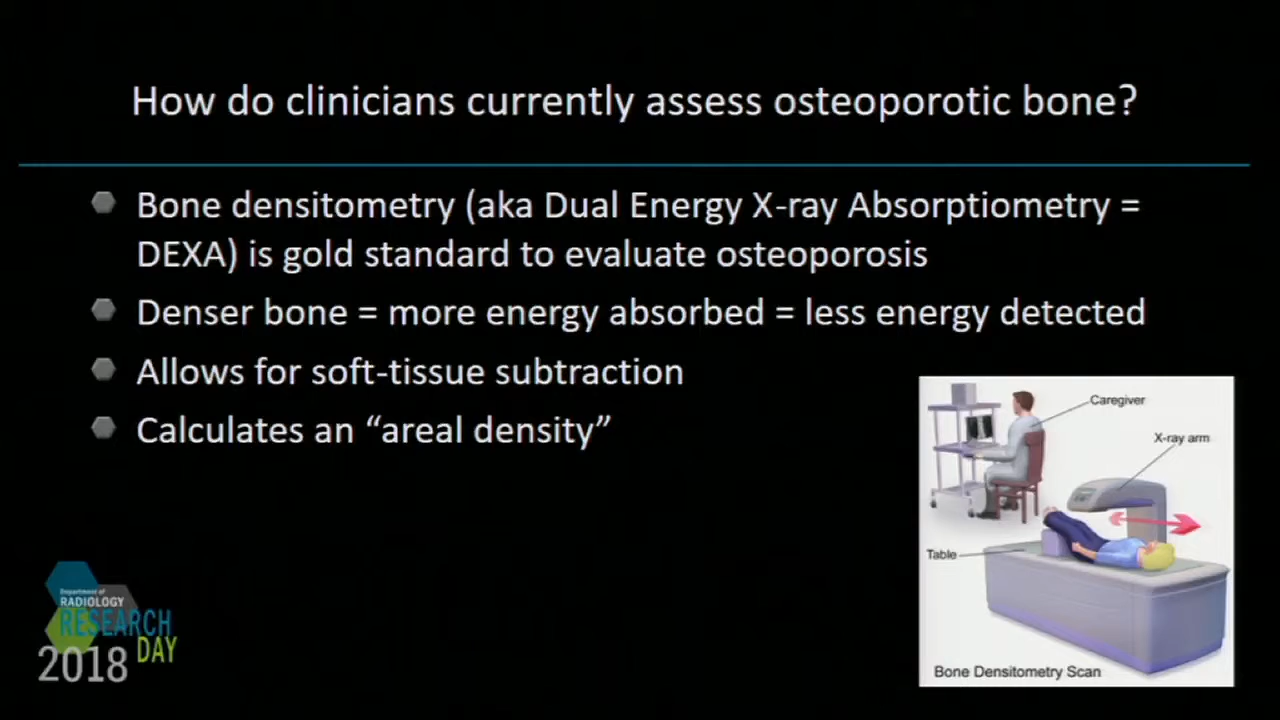 How do clinicians currently assess osteoporotic bone?
Bone densitometry (aka Dual Energy X-ray Absorptiometry =
DEXA) is gold standard to evaluate osteoporosis
Denser bone = more energy absorbed = less energy detected
Allows for soft-tissue subtraction
Calculates an “areal density”
Caregiver
X-ray arm
Table
Bone Densitometry Scan
Department of
RADIOLOGY
RESEARCH
DAY
2018